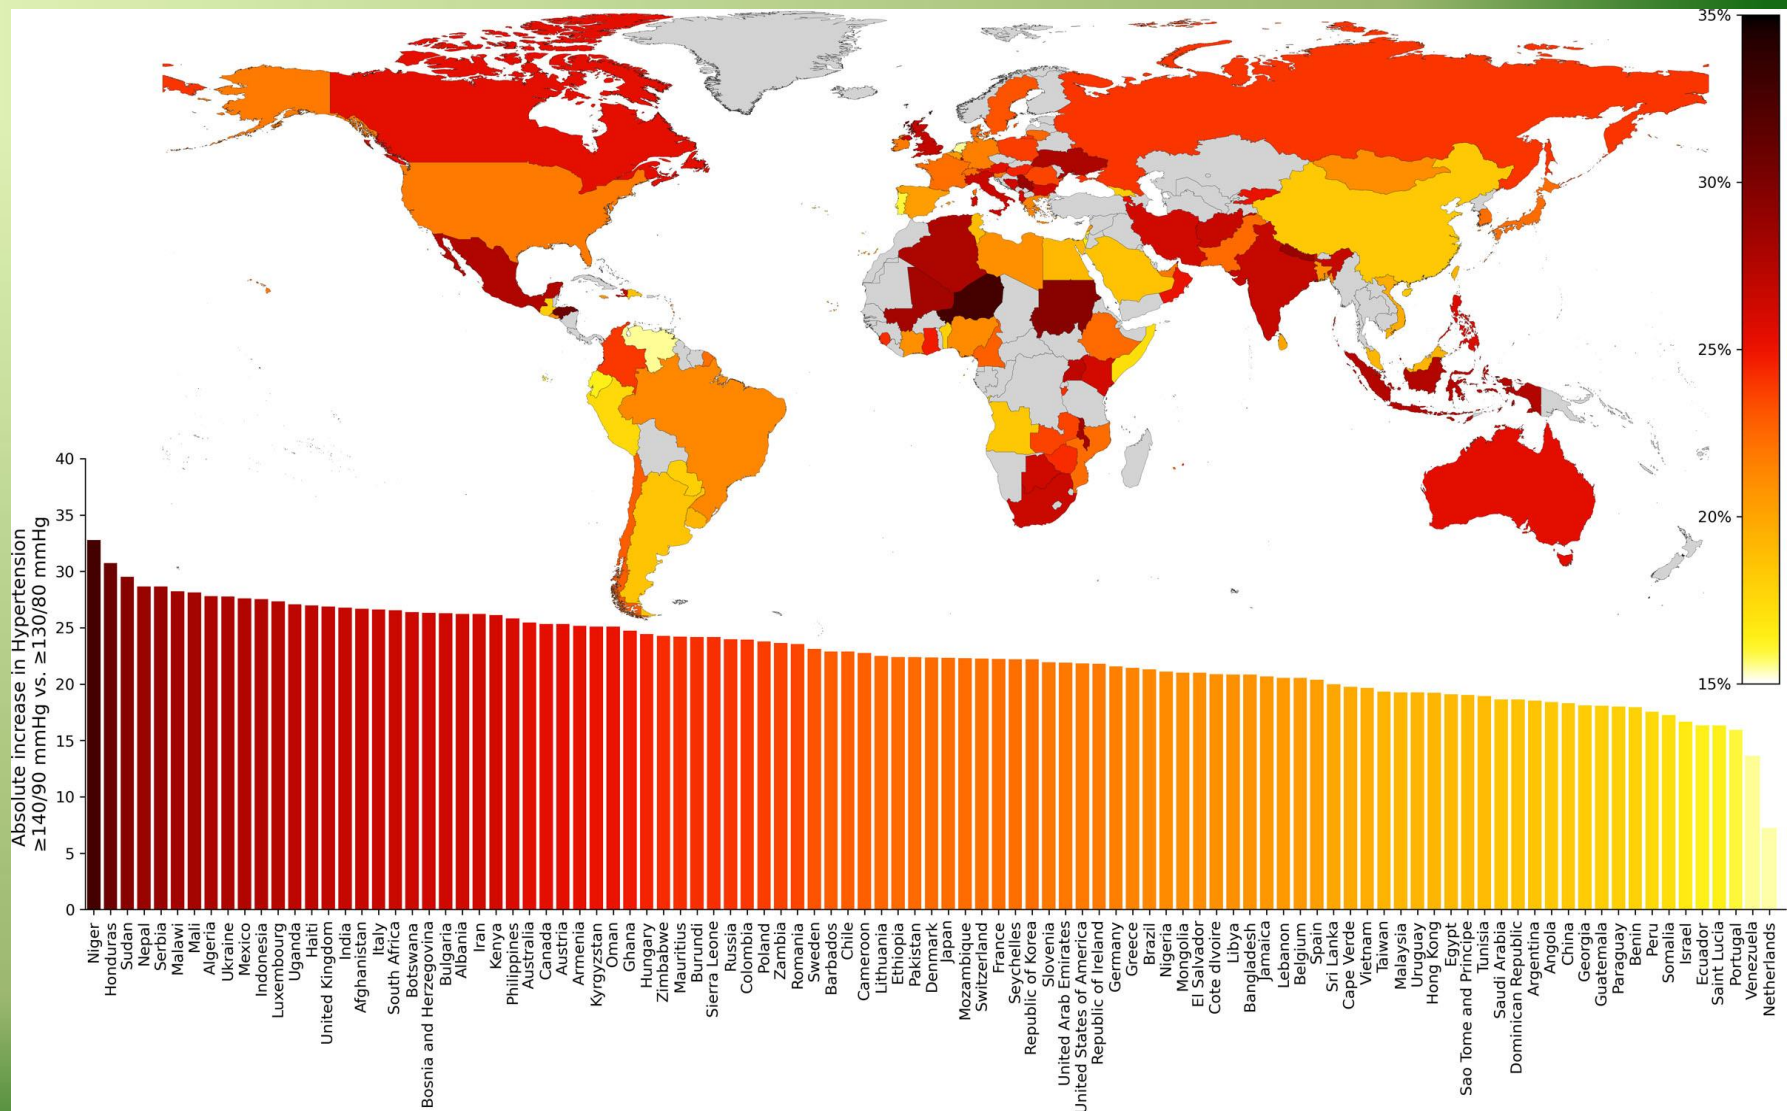 35%
30%
25%
20%
15%
40
35
30
25
20
15
10
5
0
Absolute increase in Hypertension
≥140/90 mmHg vs. ≥130/80 mmHg
Niger
Honduras
Sudan
Nepal
Serbia
Malawi
Mali
Algeria
Ukraine
Mexico
Indonesia
Luxembourg
Uganda
Haiti
United Kingdom
India
Afghanistan
Italy
South Africa
Botswana
Bosnia and Herzegovina
Bulgaria
Albania
Iran
Kenya
Philippines
Australia
Canada
Austria
Armenia
Kyrgyzstan
Oman
Ghana
Hungary
Zimbabwe
Mauritius
Burundi
Sierra Leone
Russia
Colombia
Poland
Zambia
Romania
Sweden
Barbados
Chile
Cameroon
Lithuania
Ethiopia
Pakistan
Denmark
Japan
Mozambique
Switzerland
France
Seychelles
Republic of Korea
Slovenia
United Arab Emirates
United States of America
Republic of Ireland
Germany
Greece
Brazil
Nigeria
Mongolia
El Salvador
Cote dIvoire
Libya
Bangladesh
Jamaica
Lebanon
Belgium
Spain
Sri Lanka
Cape Verde
Vietnam
Taiwan
Malaysia
Uruguay
Hong Kong
Egypt
Sao Tome and Principe
Tunisia
Saudi Arabia
Dominican Republic
Argentina
Angola
China
Georgia
Guatemala
Paraguay
Benin
Peru
Somalia
Israel
Ecuador
Saint Lucia
Portugal
Venezuela
Netherlands